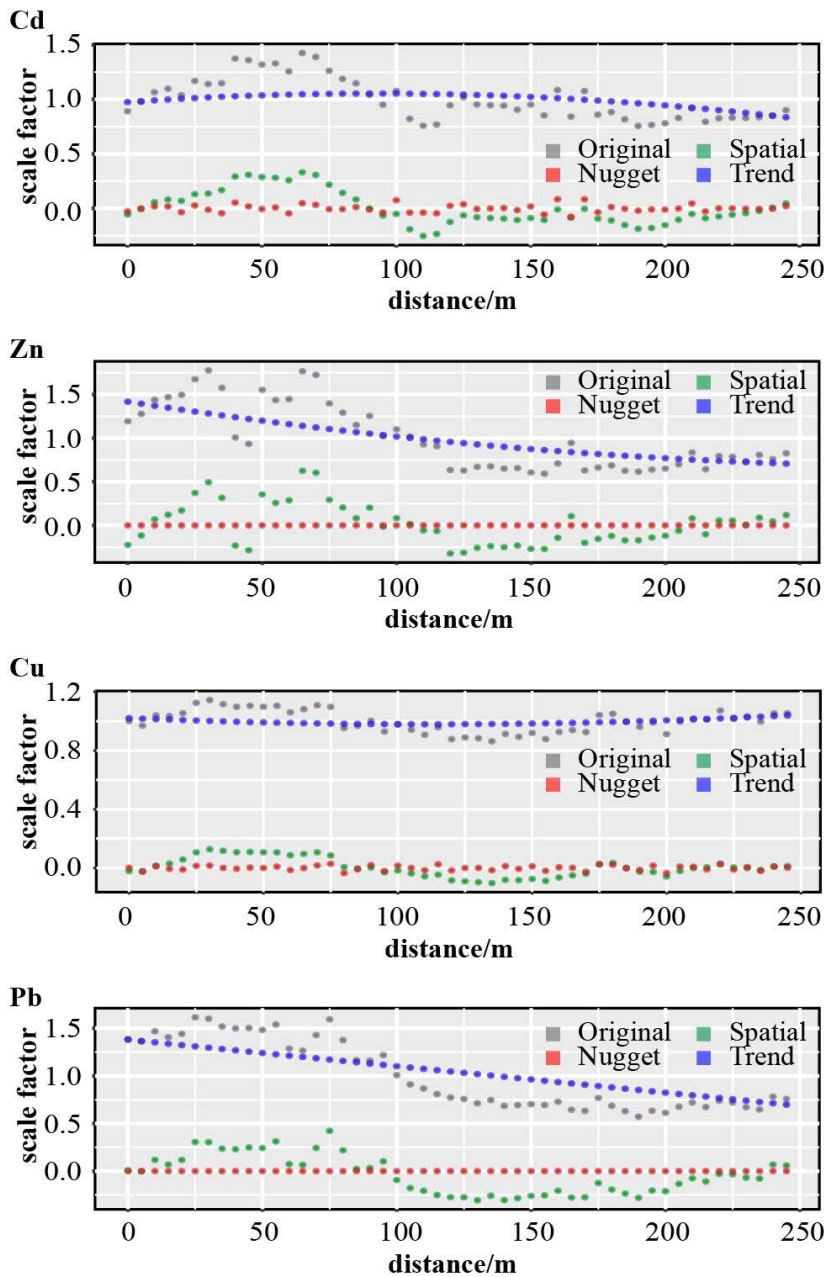 Cd
scale factor
1.5
1.0
0.5
0.0
Original Spatial
Nugget Trend
0 50 100 150 200 250
distance/m
Zn
scale factor
1.5
1.0
0.5
0.0
Original Spatial
Nugget Trend
0 50 100 150 200 250
distance/m
Cu
scale factor
1.2
0.8
0.4
0.0
Original Spatial
Nugget Trend
0 50 100 150 200 250
distance/m
Pb
scale factor
1.5
1.0
0.5
0.0
Original Spatial
Nugget Trend
0 50 100 150 200 250
distance/m